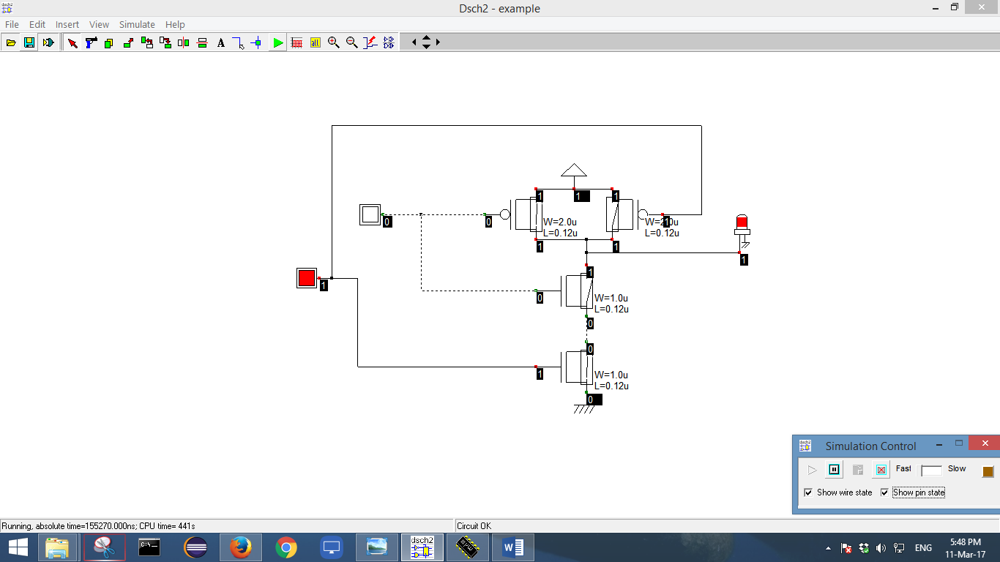 Dsch2 - example
File Edit Insert View Simulate Help
A
1 1 1
0 0 W=2.0u
L=0.12u
L=0.12u
1 1
1
1
1
0 W=1.0u
L=0.12u
0
0
1 W=1.0u
L=0.12u
0
dsch2
Simulation Control
Fast Slow
Show wire state Show pin state
Running, absolute time=155270.000ns; CPU time= 441s
Circuit OK
C:\_
dsch2
W
ENG
5:48 PM
11-Mar-17